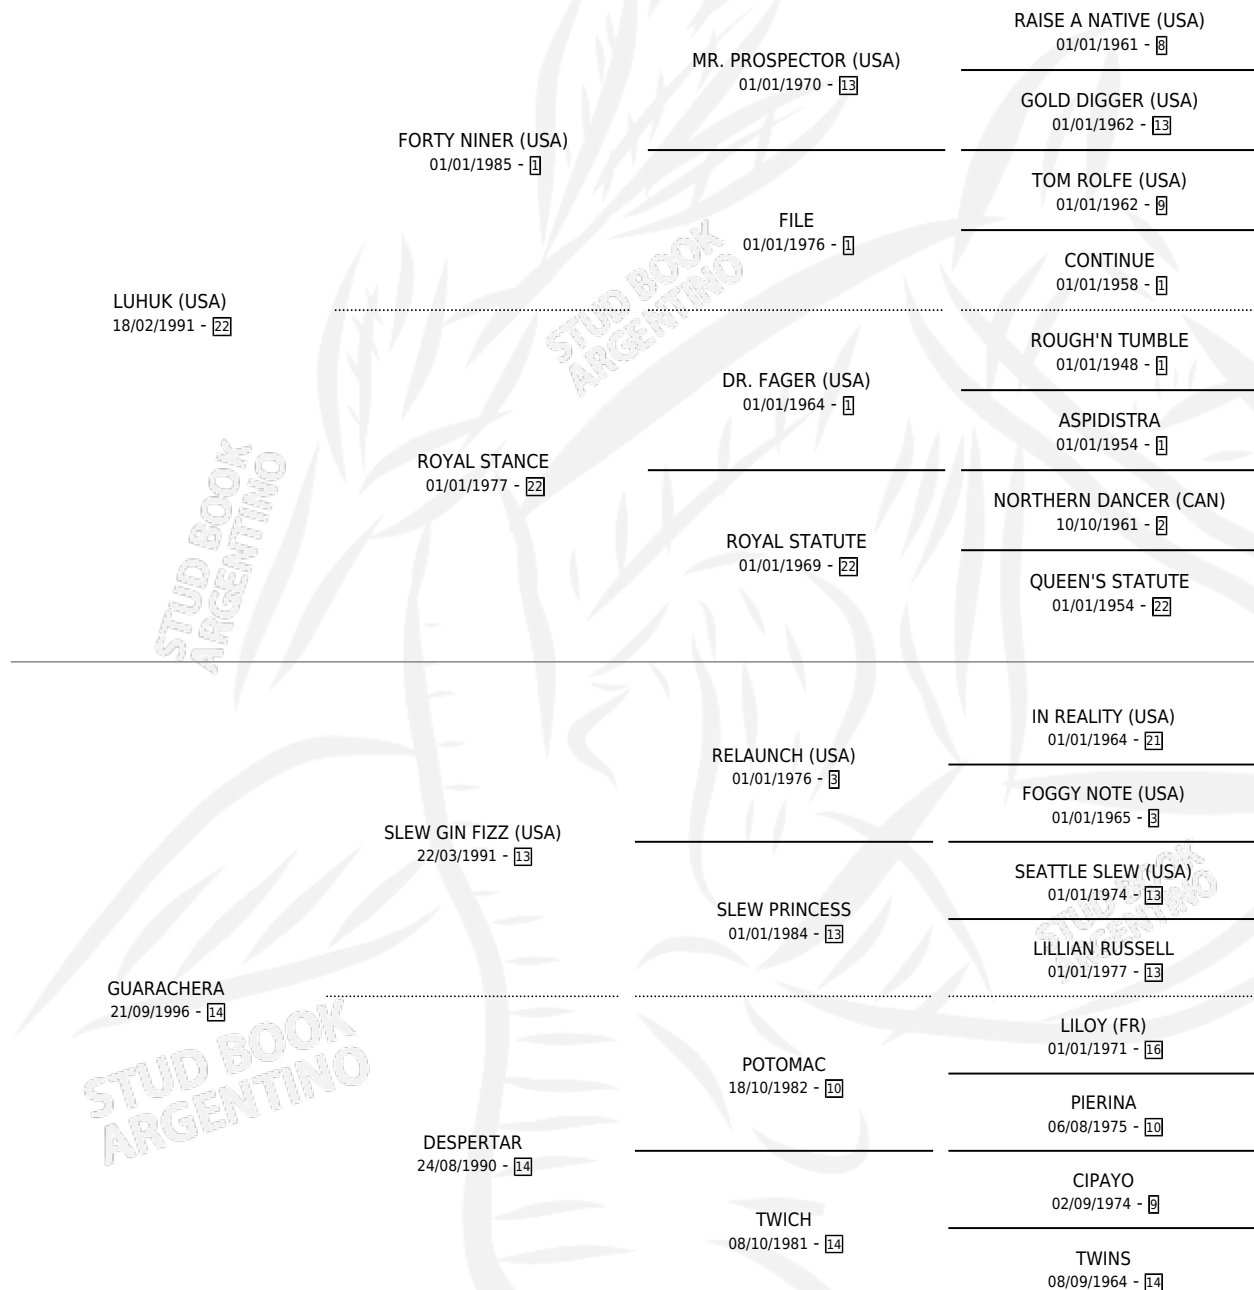 RAISE A NATIVE (USA)
01/01/1961 - 8
MR. PROSPECTOR (USA)
01/01/1970 - 13
GOLD DIGGER (USA)
01/01/1962 - 13
FORTY NINER (USA)
01/01/1985 - 1
TOM ROLFE (USA)
01/01/1962 - 9
FILE
01/01/1976 - 1
CONTINUE
01/01/1958 - 1
LUHUK (USA)
18/02/1991 - 22
ROUGH'N TUMBLE
01/01/1948 - 1
DR. FAGER (USA)
01/01/1964 - 1
ASPIDISTRA
01/01/1954 - 1
ROYAL STANCE
01/01/1977 - 22
NORTHERN DANCER (CAN)
10/10/1961 - 2
ROYAL STATUTE
01/01/1969 - 22
QUEEN'S STATUTE
01/01/1954 - 22
IN REALITY (USA)
01/01/1964 - 21
RELAUNCH (USA)
01/01/1976 - 3
FOGGY NOTE (USA)
01/01/1965 - 3
SLEW GIN FIZZ (USA)
22/03/1991 - 13
SEATTLE SLEW (USA)
01/01/1974 - 13
SLEW PRINCESS
01/01/1984 - 13
LILLIAN RUSSELL
01/01/1977 - 13
GUARACHERA
21/09/1996 - 14
LILOY (FR)
01/01/1971 - 16
POTOMAC
18/10/1982 - 10
PIERINA
06/08/1975 - 10
DESPERTAR
24/08/1990 - 14
CIPAYO
02/09/1974 - 9
TWICH
08/10/1981 - 14
TWINS
08/09/1964 - 14
STUD BOOK
ARGENTINO
STUD BOOK
ARGENTINO
STUD BOOK
ARGENTINO
STUD BOOK
ARGENTINO